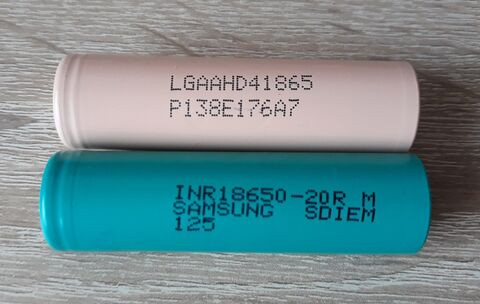 LGAAHD41865
P138E176A7
INR18650-20R M
SAMSUNG SDIEM
125